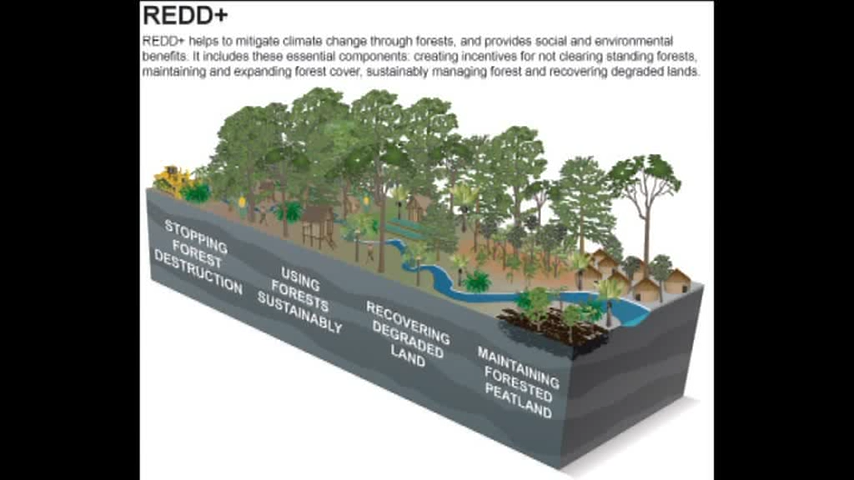 REDD+
REDD+ helps to mitigate climate change through forests, and provides social and environmental
benefits. It includes these essential components: creating incentives for not clearing standing forests,
maintaining and expanding forest cover, sustainably managing forest and recovering degraded lands.
STOPPING
FOREST
DESTRUCTION
USING
FORESTS
SUSTAINABLY
RECOVERING
DEGRADED
LAND
MAINTAINING
FORESTED
PEATLAND